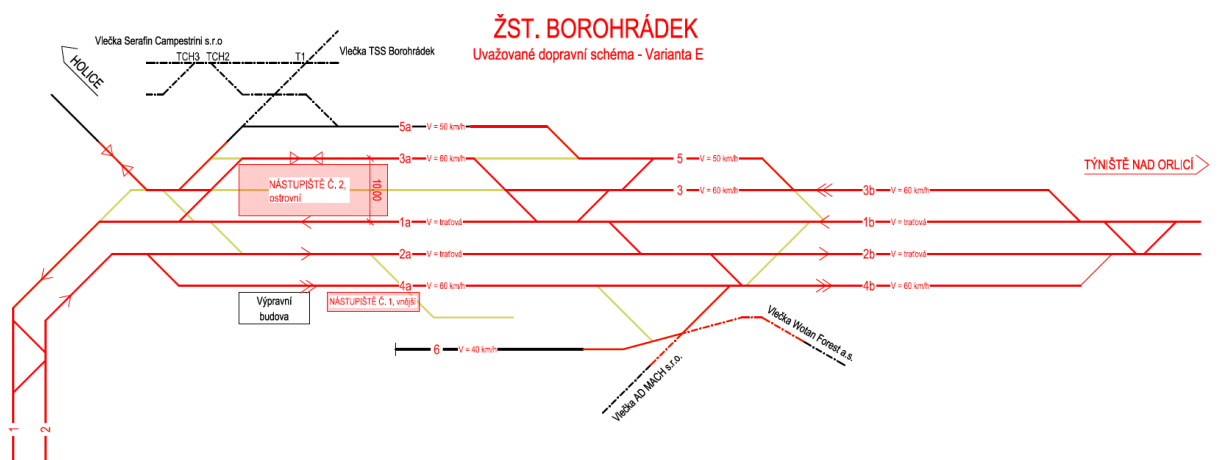 ŽST. BOROHRÁDEK
Uvažované dopravní schéma - Varianta E
Vlečka Serafin Campestrini s.r.o
TCH3 TCH2 T1
Vlečka TSS Borohrádek
HOLICE
5a V = 50 km/h
3a V = 60 km/h
5 V = 50 km/h
TÝNIŠTĚ NAD ORLICÍ
NÁSTUPIŠTĚ Č. 2,
ostrovní
10,00
3 V = 60 km/h
3b V = 60 km/h
1a V = traťová
1b V = traťová
2a V = traťová
2b V = traťová
4a V = 60 km/h
4b V = 60 km/h
Výpravní
budova
NÁSTUPIŠTĚ Č. 1, vnější
6 V = 40 km/h
Vlečka Wotan Forest a.s.
Vlečka AD MACH s.r.o.
1
2